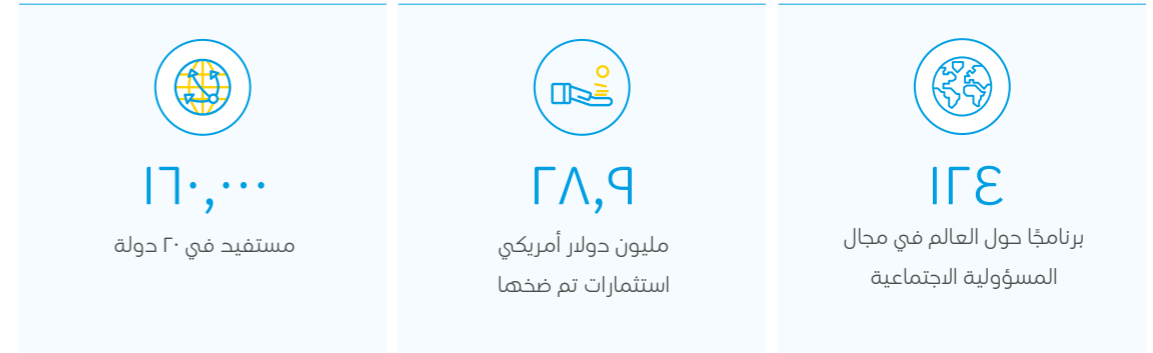 ١٢٤
برنامجًا حول العالم في مجال
المسؤولية الاجتماعية
٢٨,٩
مليون دولار أمريكي
استثمارات تم ضخها
١٦٠,٠٠٠
مستفيد في ٢٠ دولة